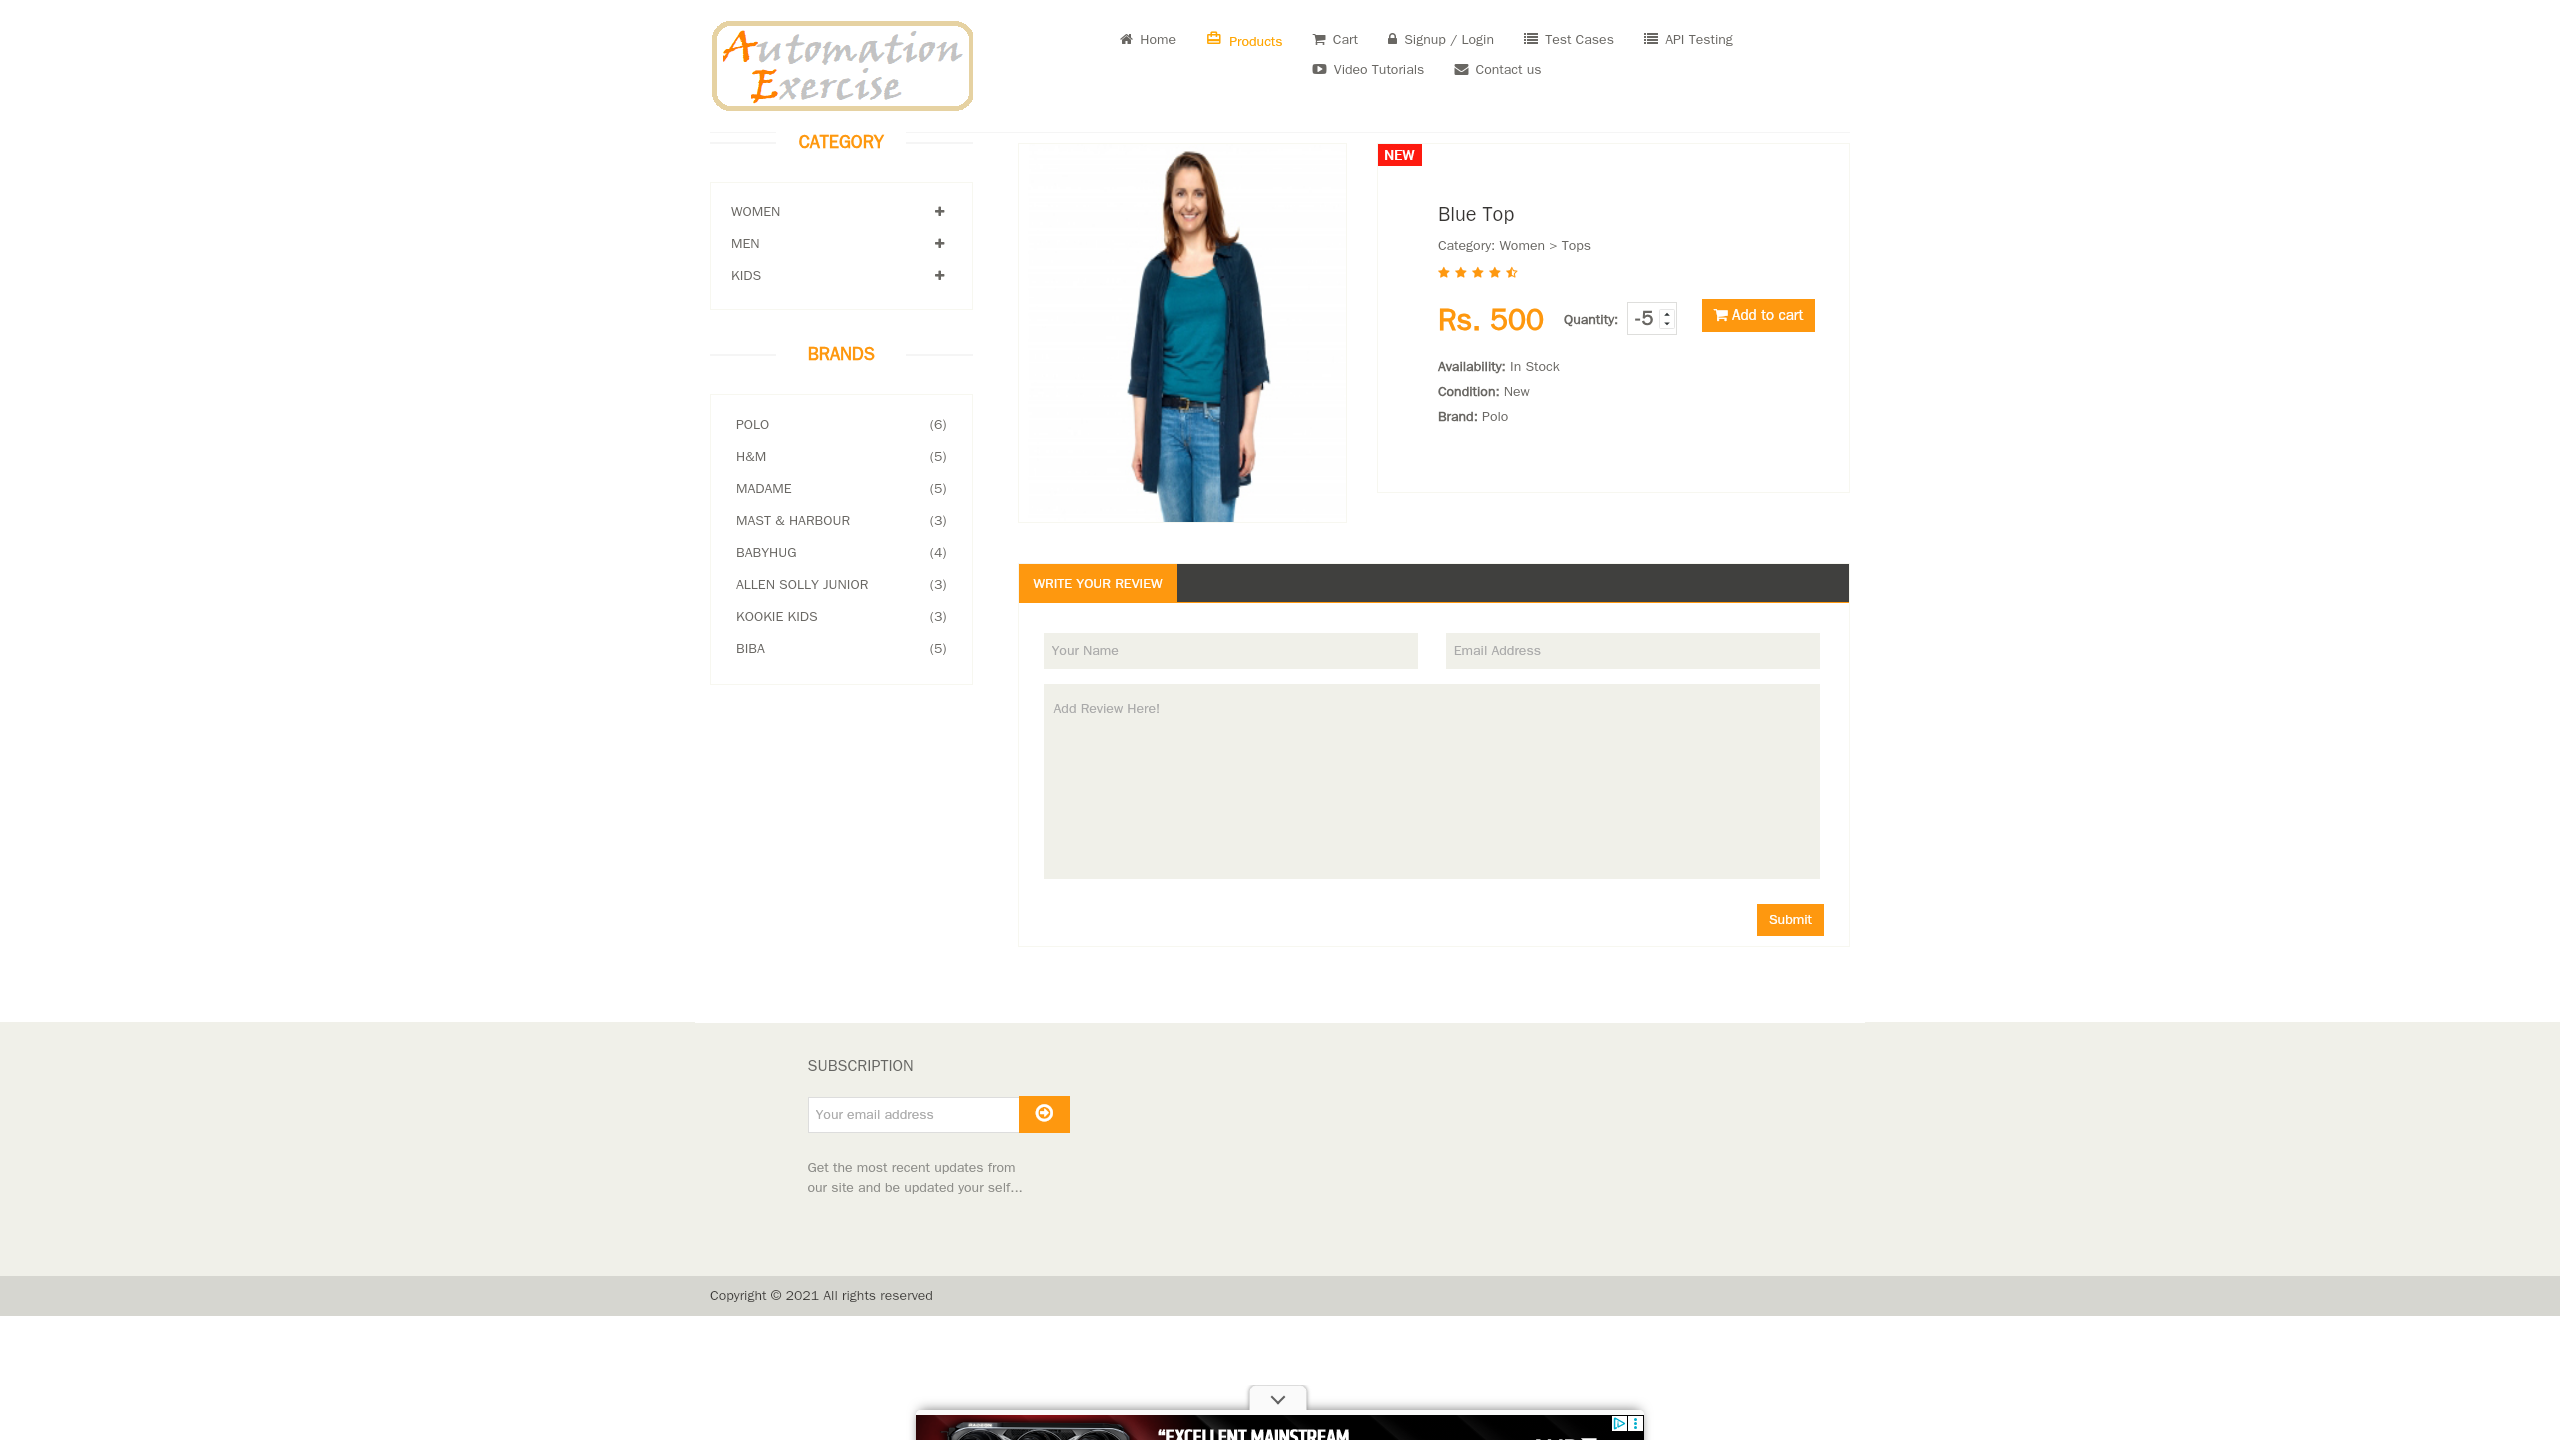 Automation
Exercise
Home
Products
Cart
Signup / Login
Test Cases
API Testing
Video Tutorials
Contact us
CATEGORY
WOMEN
MEN
KIDS
BRANDS
POLO (6)
H&M (5)
MADAME (5)
MAST & HARBOUR (3)
BABYHUG (4)
ALLEN SOLLY JUNIOR (3)
KOOKIE KIDS (3)
BIBA (5)
NEW
Blue Top
Category: Women > Tops
Rs. 500 Quantity: -5 Add to cart
Availability: In Stock
Condition: New
Brand: Polo
WRITE YOUR REVIEW
Your Name
Email Address
Add Review Here!
Submit
SUBSCRIPTION
Your email address
Get the most recent updates from
our site and be updated your self...
Copyright © 2021 All rights reserved
“EXCELLENT MAINSTREAM